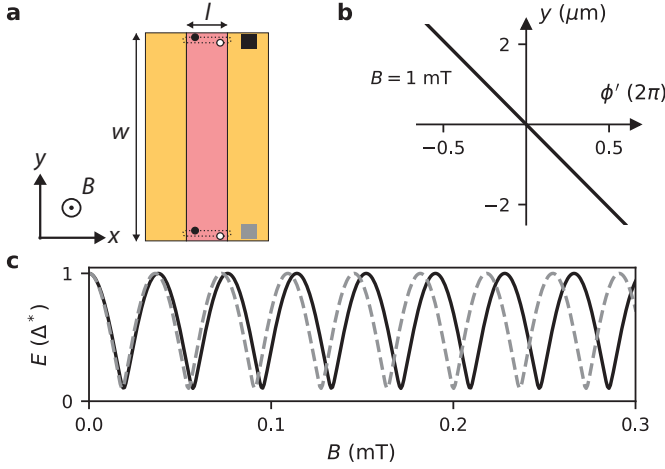 a
l
w
y
B
x
b
y (μm)
2
B = 1 mT
ϕ′ (2π)
−0.5
0.5
−2
c
E (Δ*)
1
0
0.0
0.1
0.2
0.3
B (mT)